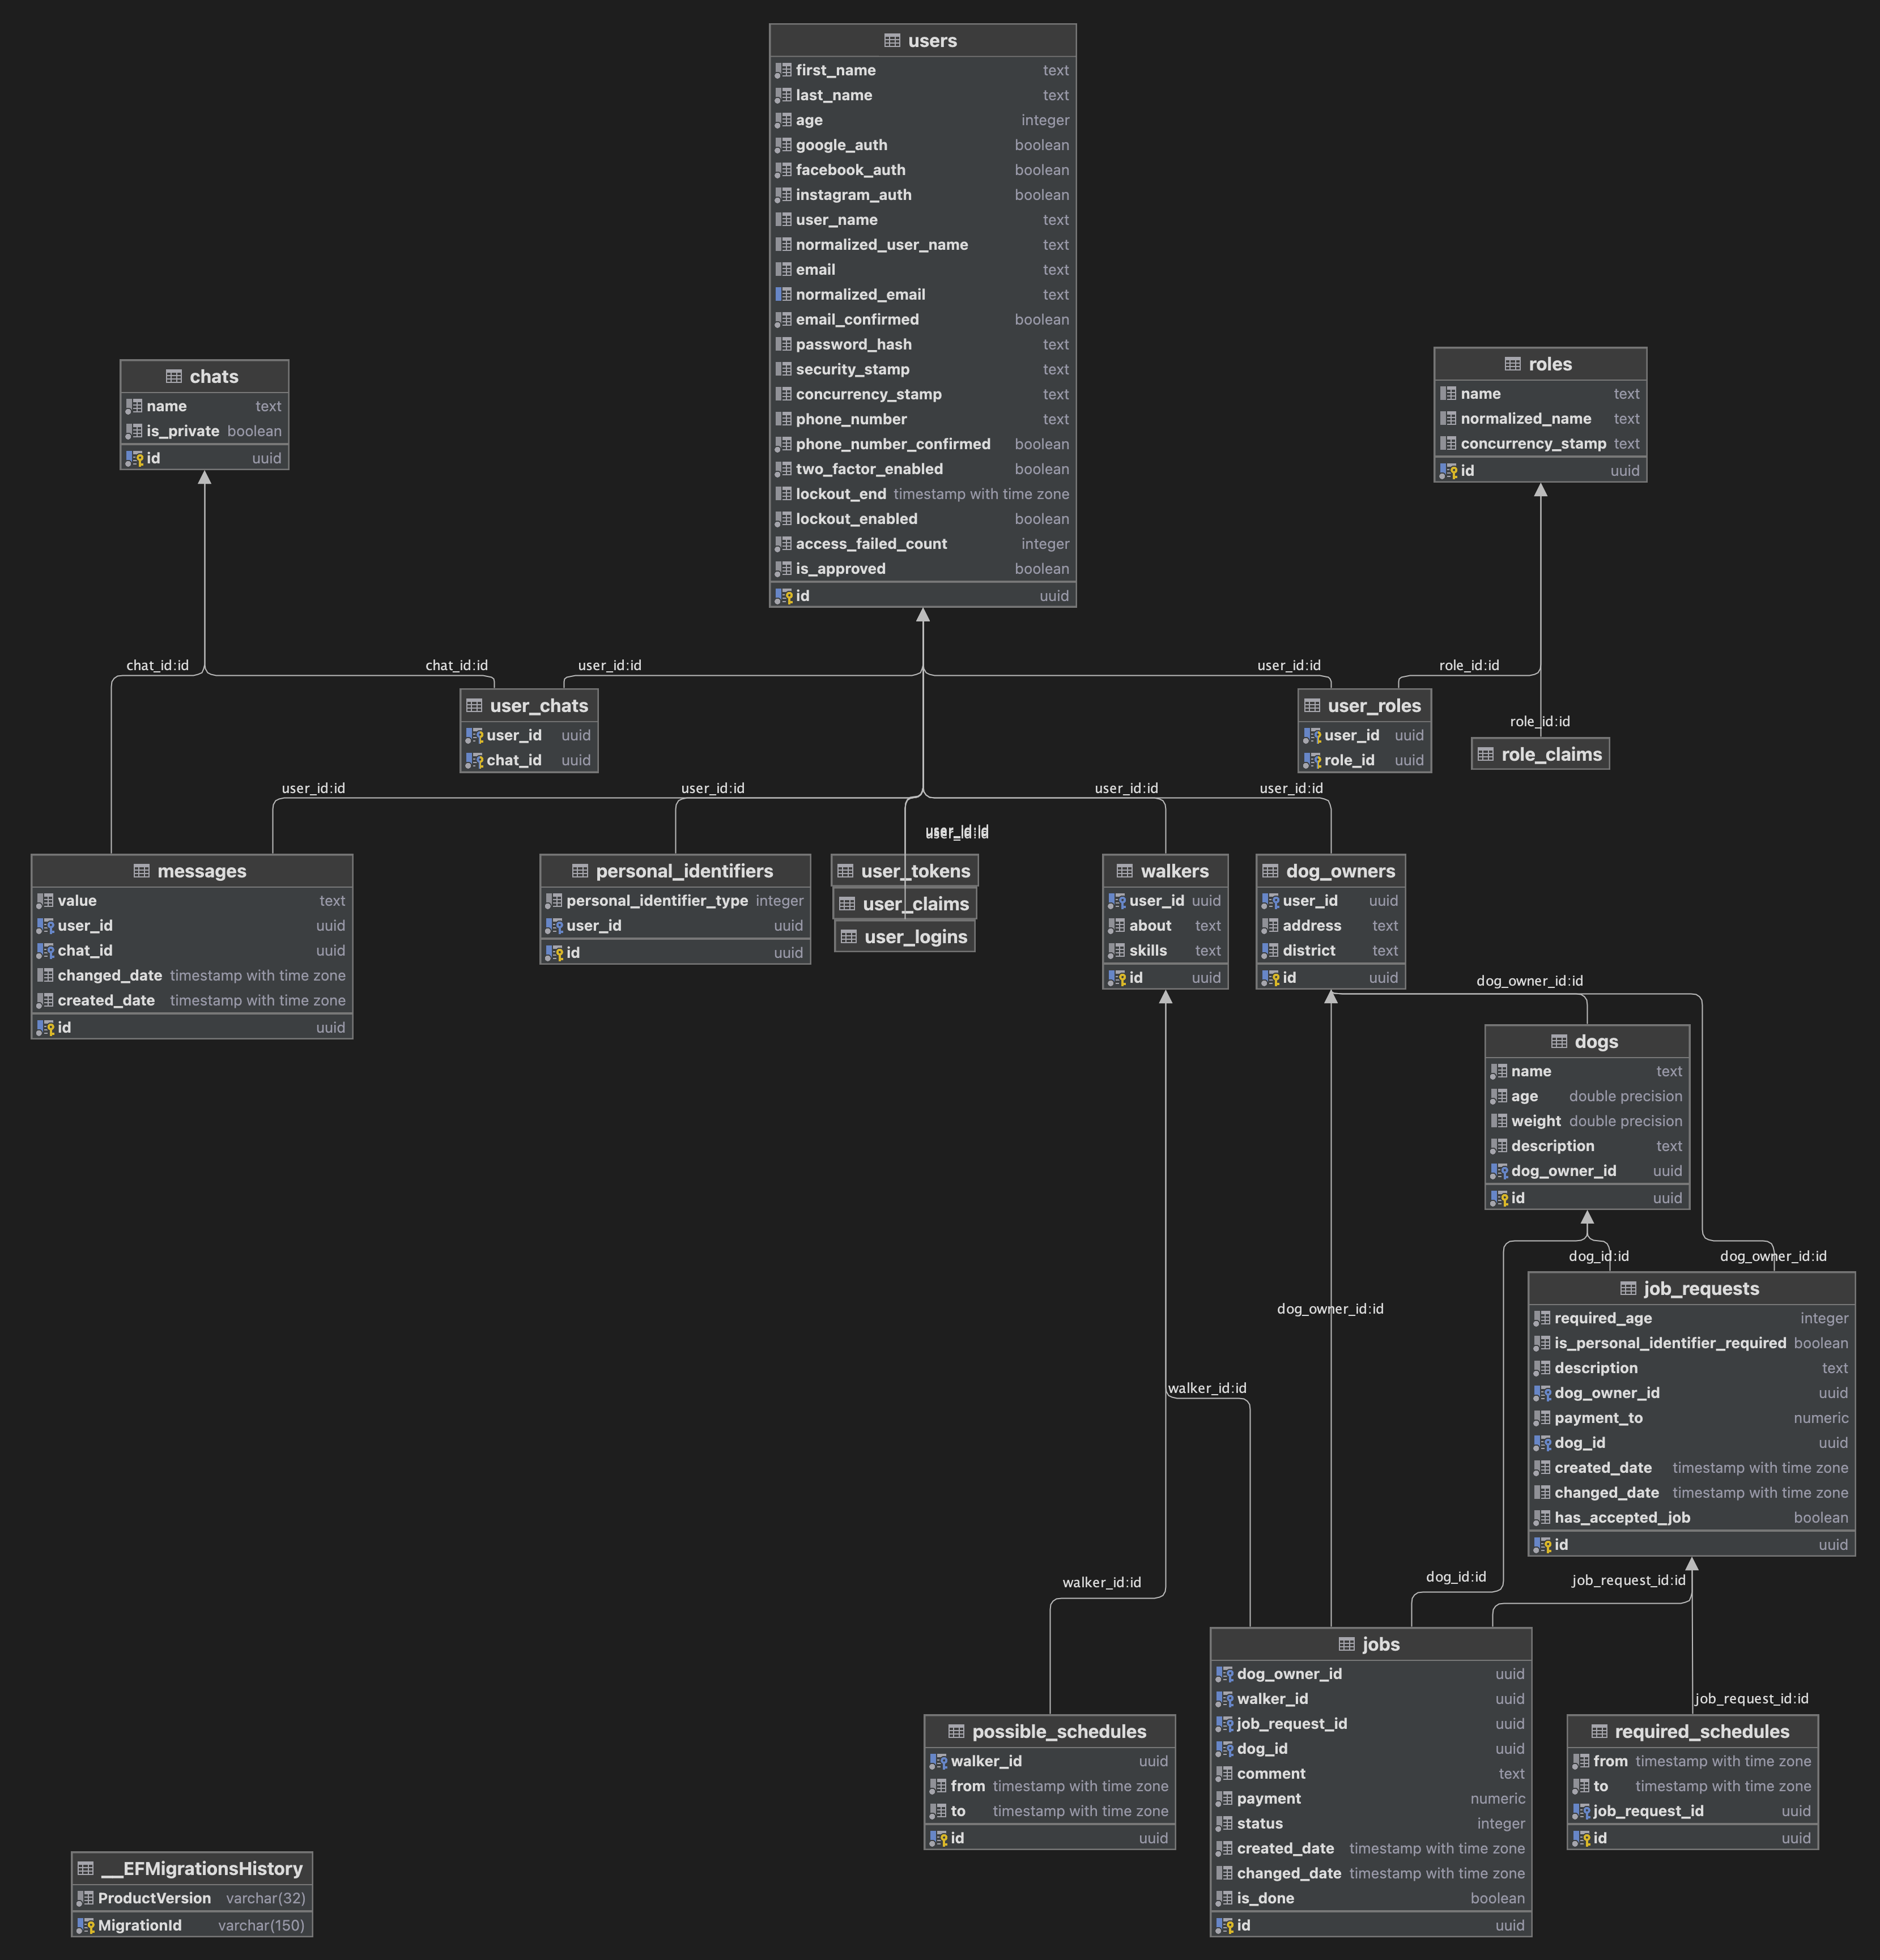 users
first_name text
last_name text
age integer
google_auth boolean
facebook_auth boolean
instagram_auth boolean
user_name text
normalized_user_name text
email text
normalized_email text
email_confirmed boolean
password_hash text
security_stamp text
concurrency_stamp text
phone_number text
phone_number_confirmed boolean
two_factor_enabled boolean
lockout_end timestamp with time zone
lockout_enabled boolean
access_failed_count integer
is_approved boolean
id uuid
chats
name text
is_private boolean
id uuid
roles
name text
normalized_name text
concurrency_stamp text
id uuid
chat_id:id
chat_id:id
user_id:id
user_id:id
role_id:id
role_id:id
user_chats
user_id uuid
chat_id uuid
user_roles
user_id uuid
role_id uuid
role_claims
user_id:id
user_id:id
user_id:id
user_id:id
user_id:id
messages
value text
user_id uuid
chat_id uuid
changed_date timestamp with time zone
created_date timestamp with time zone
id uuid
personal_identifiers
personal_identifier_type integer
user_id uuid
id uuid
user_tokens
user_claims
user_logins
walkers
user_id uuid
about text
skills text
id uuid
dog_owners
user_id uuid
address text
district text
id uuid
dog_owner_id:id
dogs
name text
age double precision
weight double precision
description text
dog_owner_id uuid
id uuid
dog_id:id
dog_owner_id:id
job_requests
required_age integer
is_personal_identifier_required boolean
description text
dog_owner_id uuid
payment_to numeric
dog_id uuid
created_date timestamp with time zone
changed_date timestamp with time zone
has_accepted_job boolean
id uuid
dog_owner_id:id
walker_id:id
walker_id:id
dog_id:id
job_request_id:id
job_request_id:id
jobs
dog_owner_id uuid
walker_id uuid
job_request_id uuid
dog_id uuid
comment text
payment numeric
status integer
created_date timestamp with time zone
changed_date timestamp with time zone
is_done boolean
id uuid
possible_schedules
walker_id uuid
from timestamp with time zone
to timestamp with time zone
id uuid
required_schedules
from timestamp with time zone
to timestamp with time zone
job_request_id uuid
id uuid
__EFMigrationsHistory
ProductVersion varchar(32)
MigrationId varchar(150)